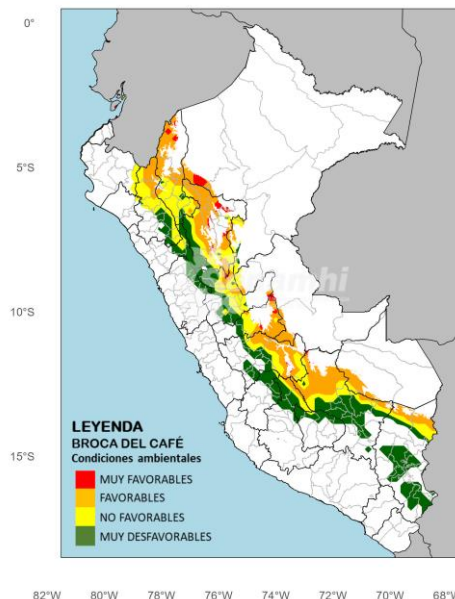 0°
5°S
10°S
15°S
LEYENDA
BROCA DEL CAFÉ
Condiciones ambientales
MUY FAVORABLES
FAVORABLES
NO FAVORABLES
MUY DESFAVORABLES
82°W 80°W 78°W 76°W 74°W 72°W 70°W 68°W